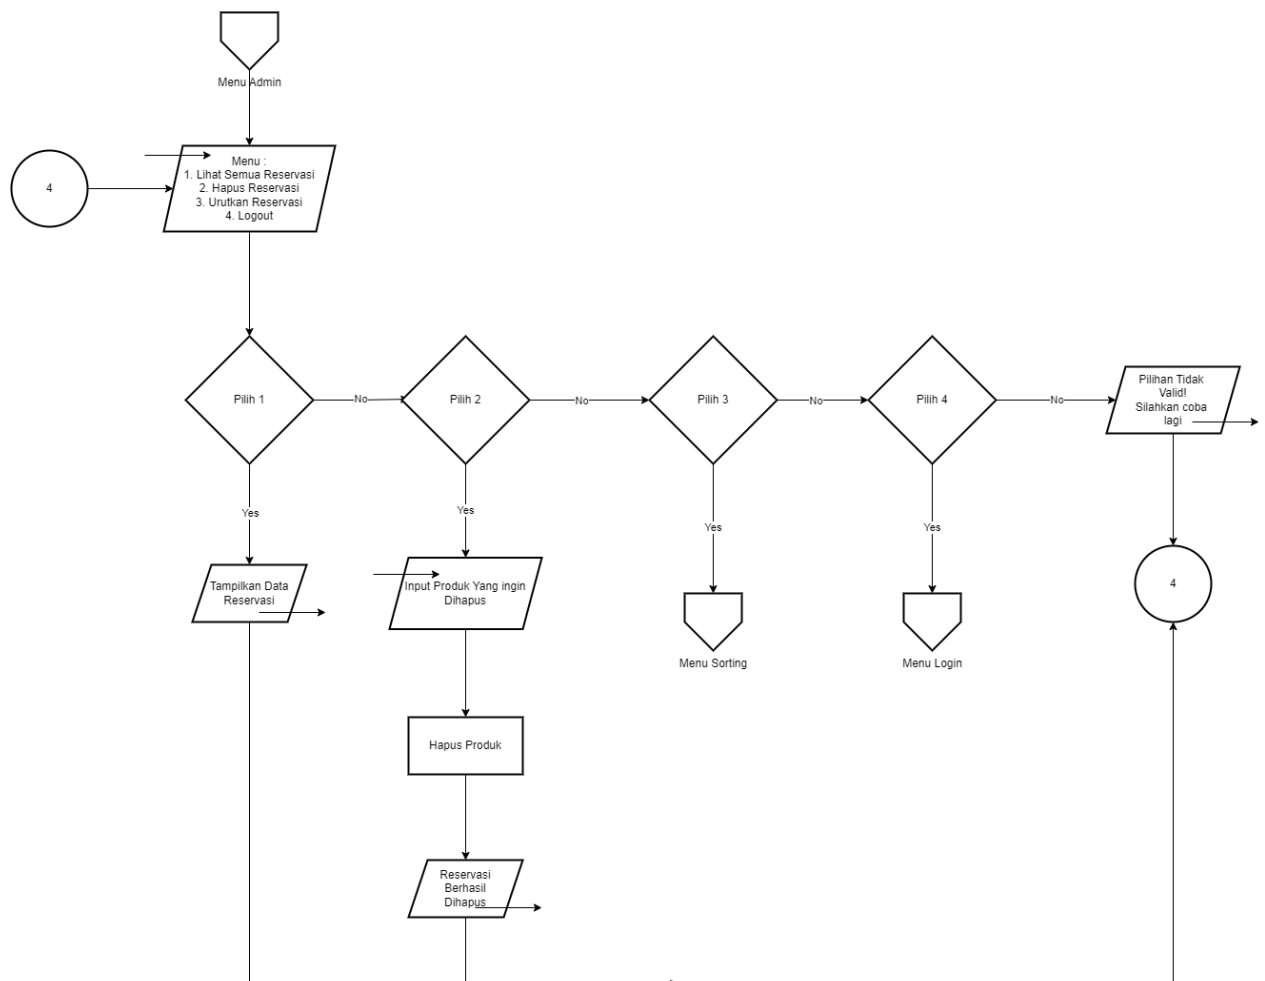 Menu Admin
4
Menu :
1. Lihat Semua Reservasi
2. Hapus Reservasi
3. Urutkan Reservasi
4. Logout
Pilih 1
No
Pilih 2
No
Pilih 3
No
Pilih 4
No
Pilihan Tidak
Valid!
Silahkan coba
lagi
Yes
Yes
Yes
Yes
Tampilkan Data
Reservasi
Input Produk Yang ingin
Dihapus
4
Menu Sorting
Menu Login
Hapus Produk
Reservasi
Berhasil
Dihapus